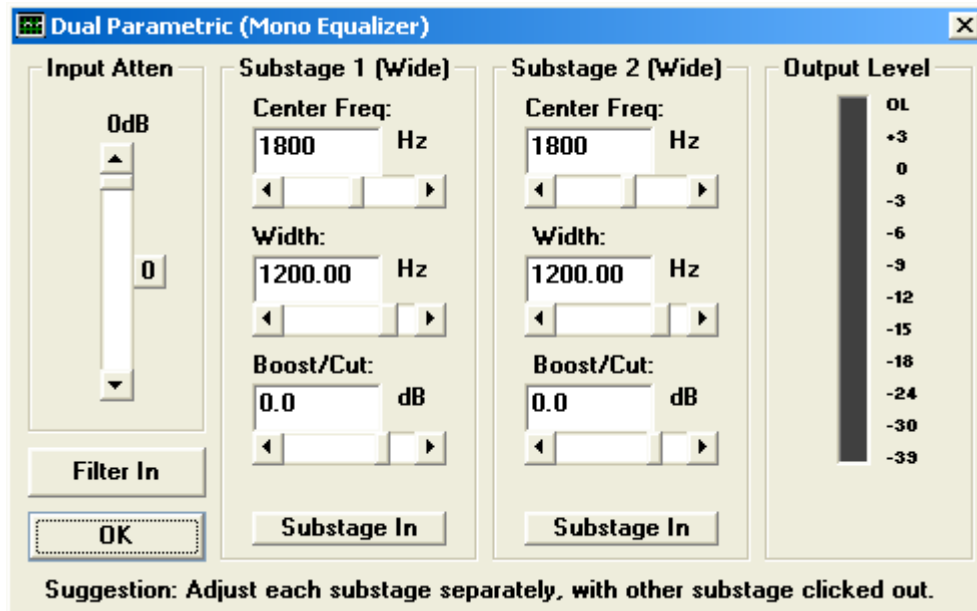 Dual Parametric (Mono Equalizer)
Input Atten
0dB
0
Filter In
OK
Substage 1 (Wide)
Center Freq:
1800 Hz
Width:
1200.00 Hz
Boost/Cut:
0.0 dB
Substage In
Substage 2 (Wide)
Center Freq:
1800 Hz
Width:
1200.00 Hz
Boost/Cut:
0.0 dB
Substage In
Output Level
OL
+3
0
-3
-6
-9
-12
-15
-18
-24
-30
-39
Suggestion: Adjust each substage separately, with other substage clicked out.